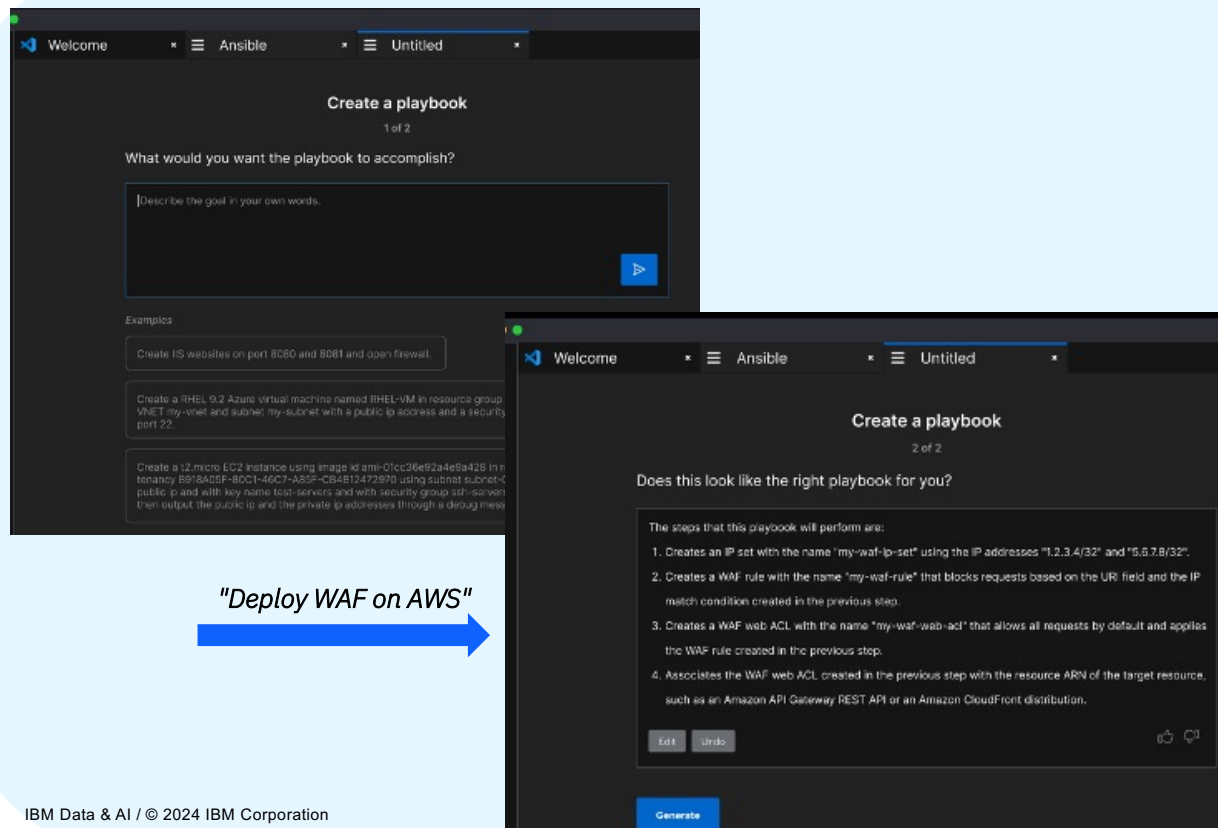 Welcome
Ansible
Untitled
Create a playbook
1 of 2
What would you want the playbook to accomplish?
Describe the goal in your own words.
Examples
Create IIS websites on port 8080 and 8081 and open firewall.
Create a RHEL 9.2 Azure virtual machine named RHEL-VM in resource group
VNET my-vnet and subnet my-subnet with a public ip address and a security
port 22.
Create a t2.micro EC2 instance using image id ami-01cc36e92a4e9a428 in r
tenancy B918A05F-80C1-46C7-A85F-CB4B12472970 using subnet subnet-0
public ip and with key name test-servers and with security group ssh-servers
then output the public ip and the private ip addresses through a debug mess
"Deploy WAF on AWS"
Welcome
Ansible
Untitled
Create a playbook
2 of 2
Does this look like the right playbook for you?
The steps that this playbook will perform are:
1. Creates an IP set with the name "my-waf-ip-set" using the IP addresses "1.2.3.4/32" and "5.6.7.8/32".
2. Creates a WAF rule with the name "my-waf-rule" that blocks requests based on the URI field and the IP
match condition created in the previous step.
3. Creates a WAF web ACL with the name "my-waf-web-acl" that allows all requests by default and applies
the WAF rule created in the previous step.
4. Associates the WAF web ACL created in the previous step with the resource ARN of the target resource,
such as an Amazon API Gateway REST API or an Amazon CloudFront distribution.
Edit
Undo
Generate
IBM Data & AI / © 2024 IBM Corporation